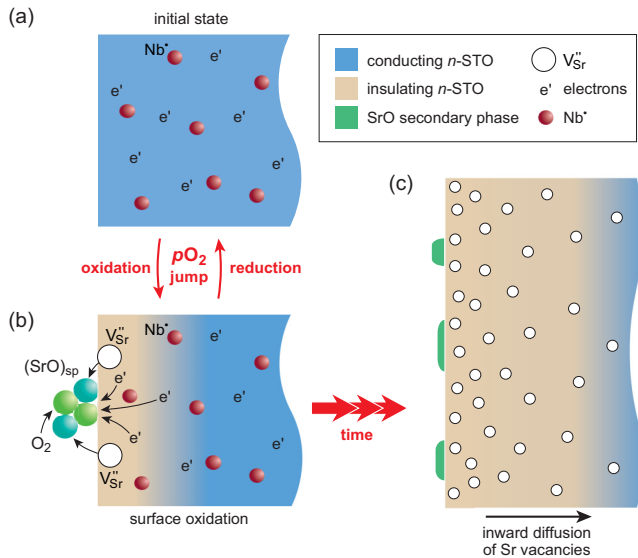 (a)
initial state
Nb•
e'
e'
e'
e'
e'
e'
e'
e'
conducting n-STO
insulating n-STO
SrO secondary phase
V''Sr
e' electrons
Nb•
oxidation
pO2
jump
reduction
(b)
V''Sr
Nb•
e'
(SrO)sp
e'
e'
e'
O2
e'
e'
e'
e'
V''Sr
surface oxidation
time
(c)
inward diffusion
of Sr vacancies